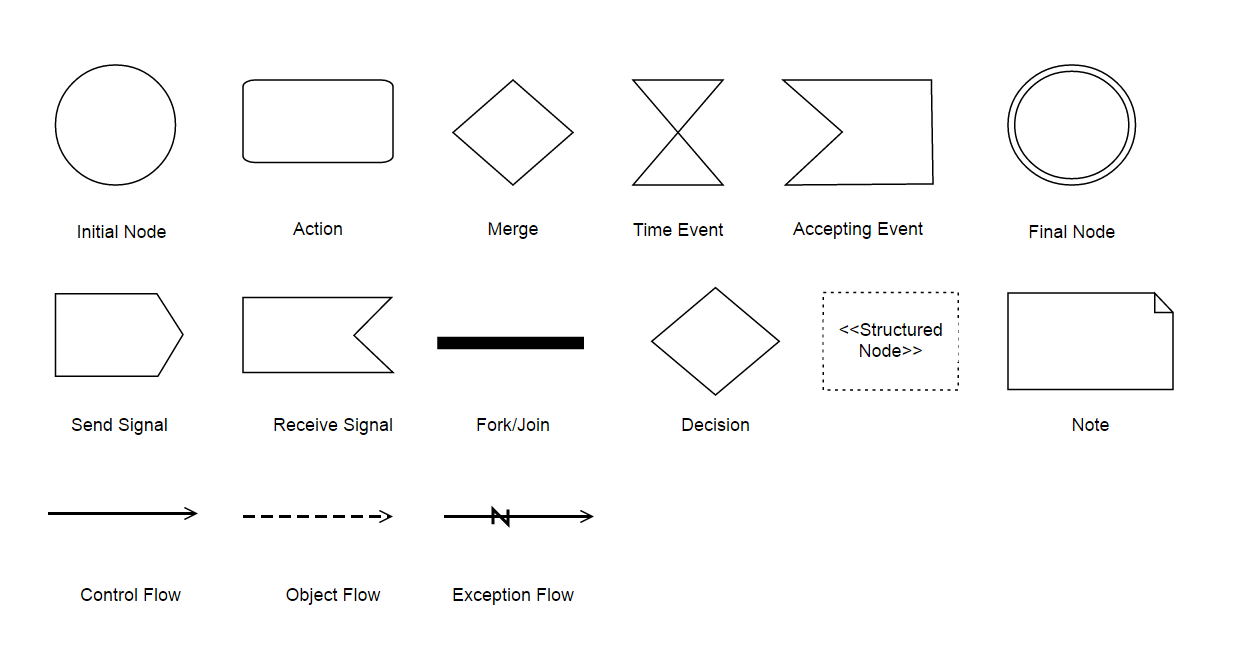 Initial Node
Action
Merge
Time Event
Accepting Event
Final Node
<<Structured
Node>>
Send Signal
Receive Signal
Fork/Join
Decision
Note
Control Flow
Object Flow
Exception Flow